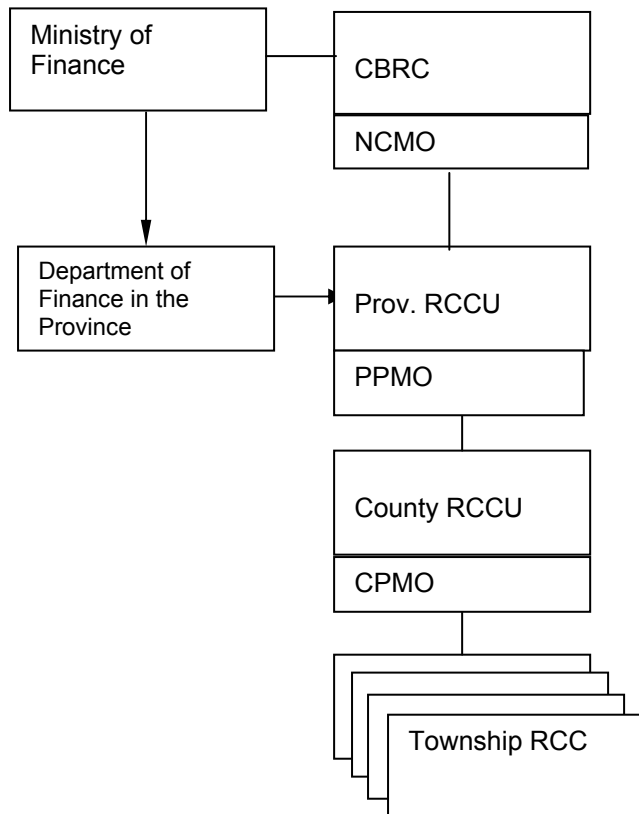 Ministry of
Finance
CBRC
NCMO
Department of
Finance in the
Province
Prov. RCCU
PPMO
County RCCU
CPMO
Township RCC